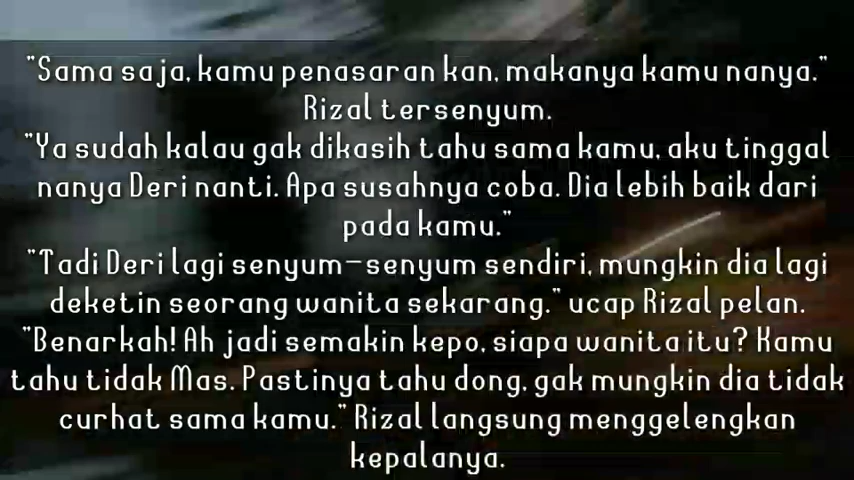 "Sama saja, kamu penasaran kan, makanya kamu nanya."
Rizal tersenyum.
"Ya sudah kalau gak dikasih tahu sama kamu, aku tinggal
nanya Deri nanti. Apa susahnya coba. Dia lebih baik dari
pada kamu."
"Tadi Deri lagi senyum-senyum sendiri, mungkin dia lagi
deketin seorang wanita sekarang." ucap Rizal pelan.
"Benarkah! Ah jadi semakin kepo, siapa wanita itu? Kamu
tahu tidak Mas. Pastinya tahu dong, gak mungkin dia tidak
curhat sama kamu." Rizal langsung menggelengkan
kepalanya.